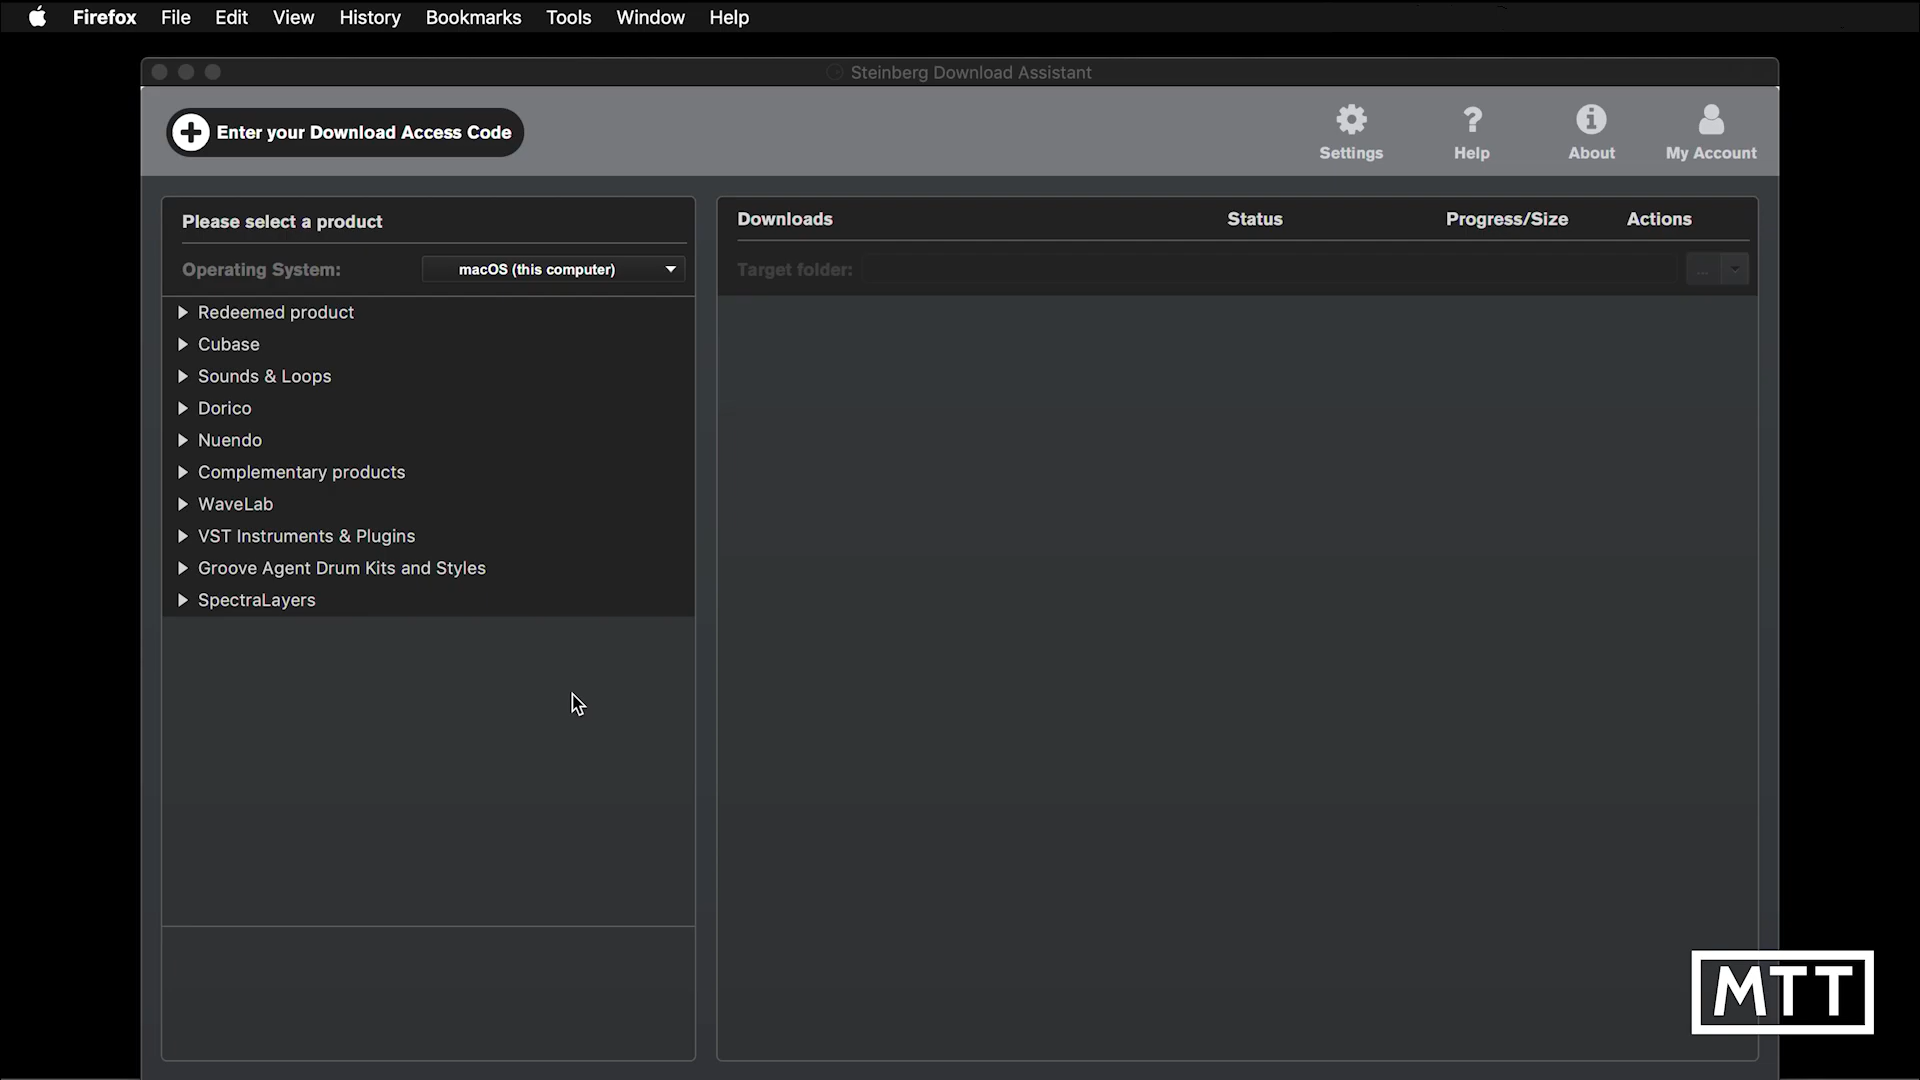 Firefox File Edit View History Bookmarks Tools Window Help
Steinberg Download Assistant
Enter your Download Access Code
Settings Help About My Account
Please select a product
Operating System: macOS (this computer)
Redeemed product
Cubase
Sounds & Loops
Dorico
Nuendo
Complementary products
WaveLab
VST Instruments & Plugins
Groove Agent Drum Kits and Styles
SpectraLayers
Downloads Status Progress/Size Actions
Target folder: ...
MTT